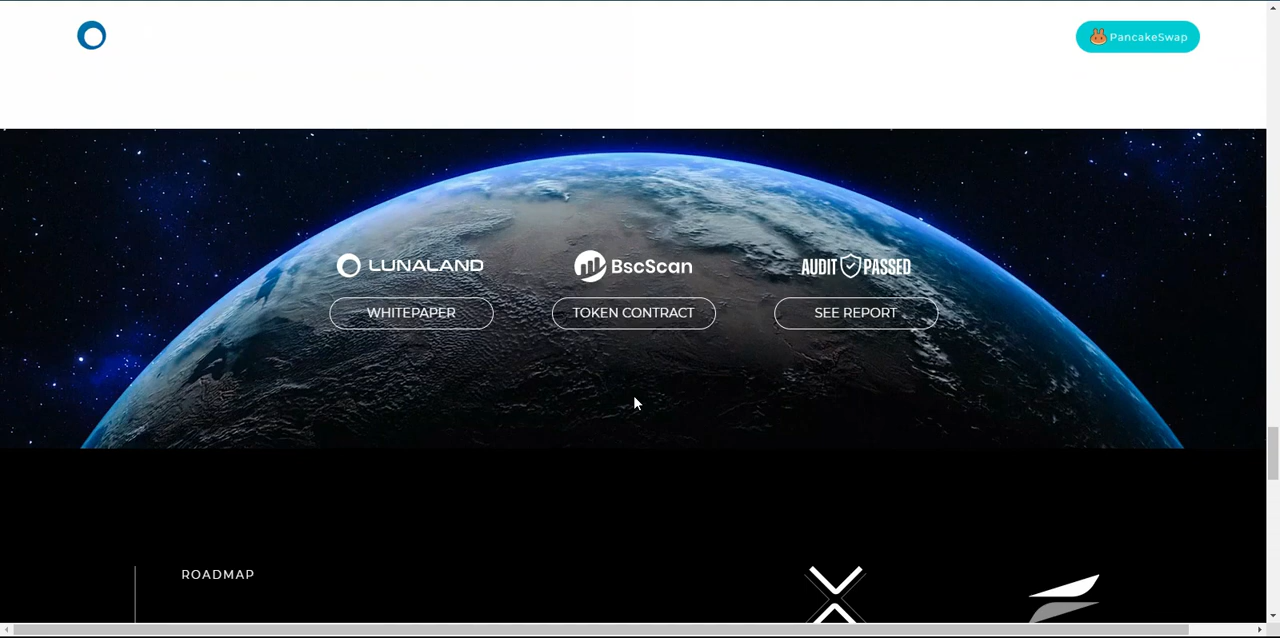 PancakeSwap
LUNALAND
BscScan
AUDIT PASSED
WHITEPAPER
TOKEN CONTRACT
SEE REPORT
ROADMAP